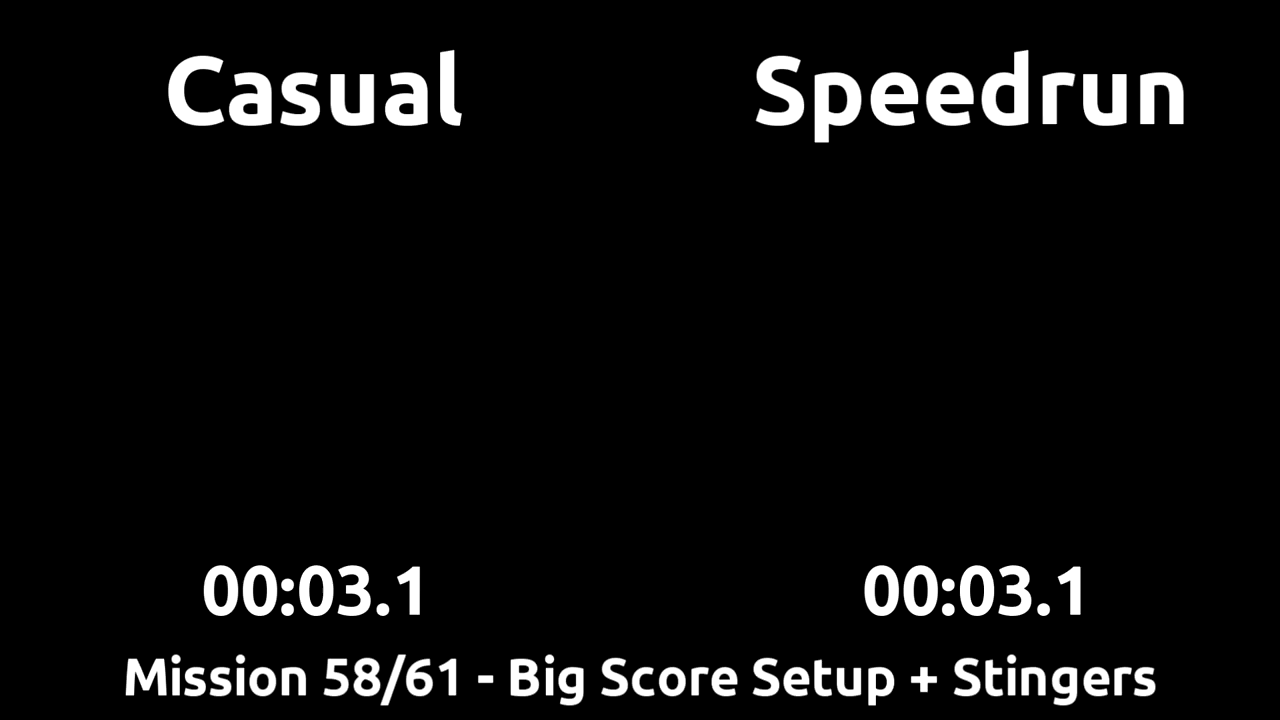 Casual Speedrun
00:03.1 00:03.1
Mission 58/61 - Big Score Setup + Stingers